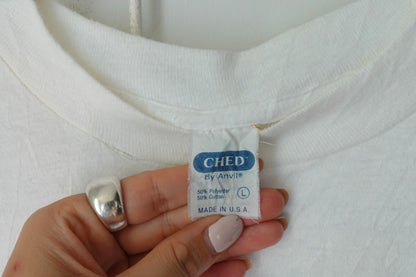 CHED
By Anvil®
50% Polyester
50% Cotton
L
MADE IN U.S.A.